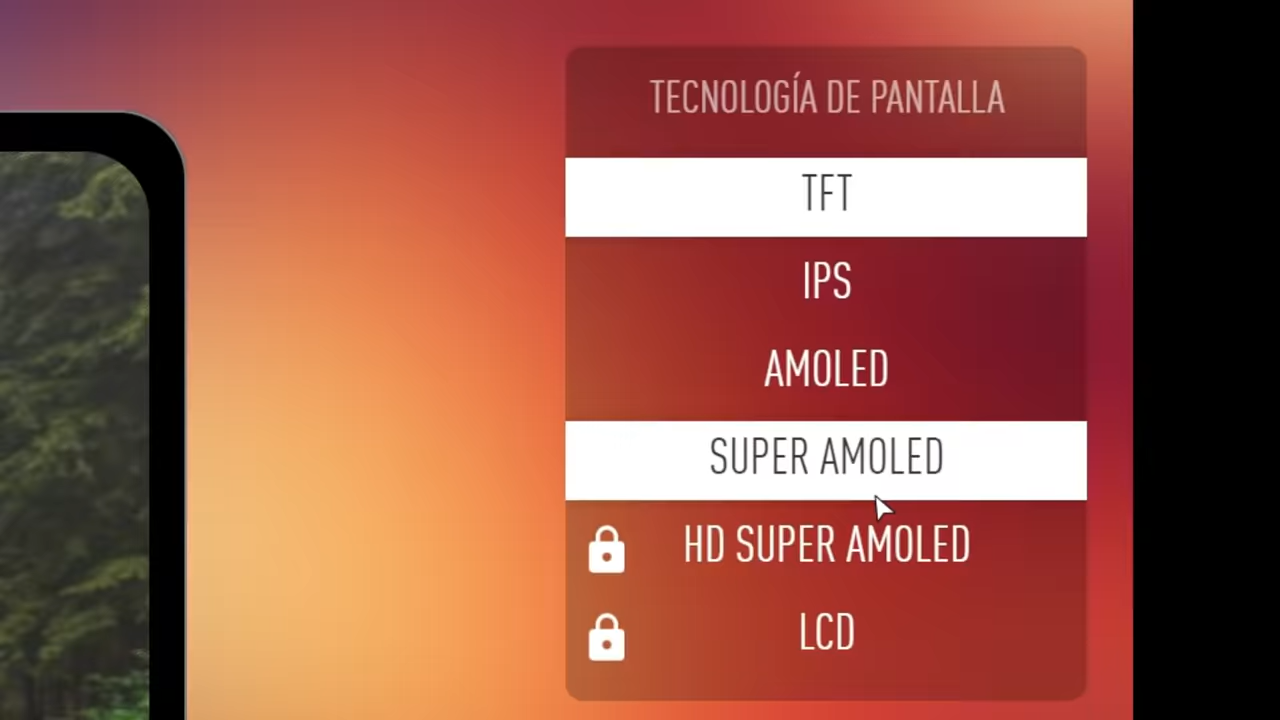 TECNOLOGÍA DE PANTALLA
TFT
IPS
AMOLED
SUPER AMOLED
HD SUPER AMOLED
LCD